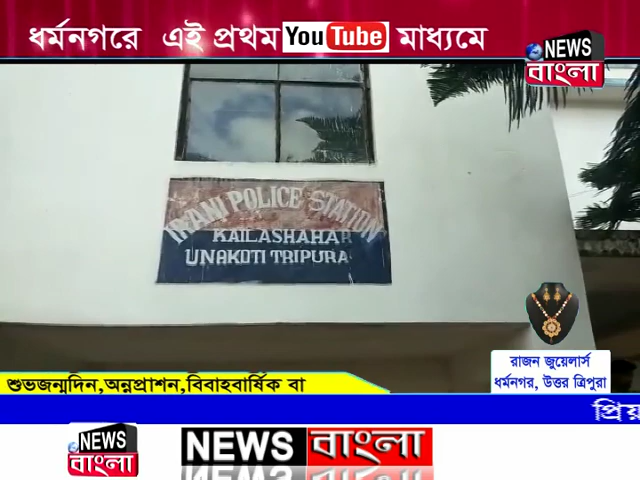 ধর্মনগরে এই প্রথম YouTube মাধ্যমে
NEWS
বাংলা
IRANI POLICE STATION
KAILASHAHAR
UNAKOTI TRIPURA
রাজন জুয়েলার্স
ধর্মনগর, উত্তর ত্রিপুরা
শুভজন্মদিন,অন্নপ্রাশন,বিবাহবার্ষিক বা
প্রিয়
NEWS
বাংলা
NEWS বাংলা